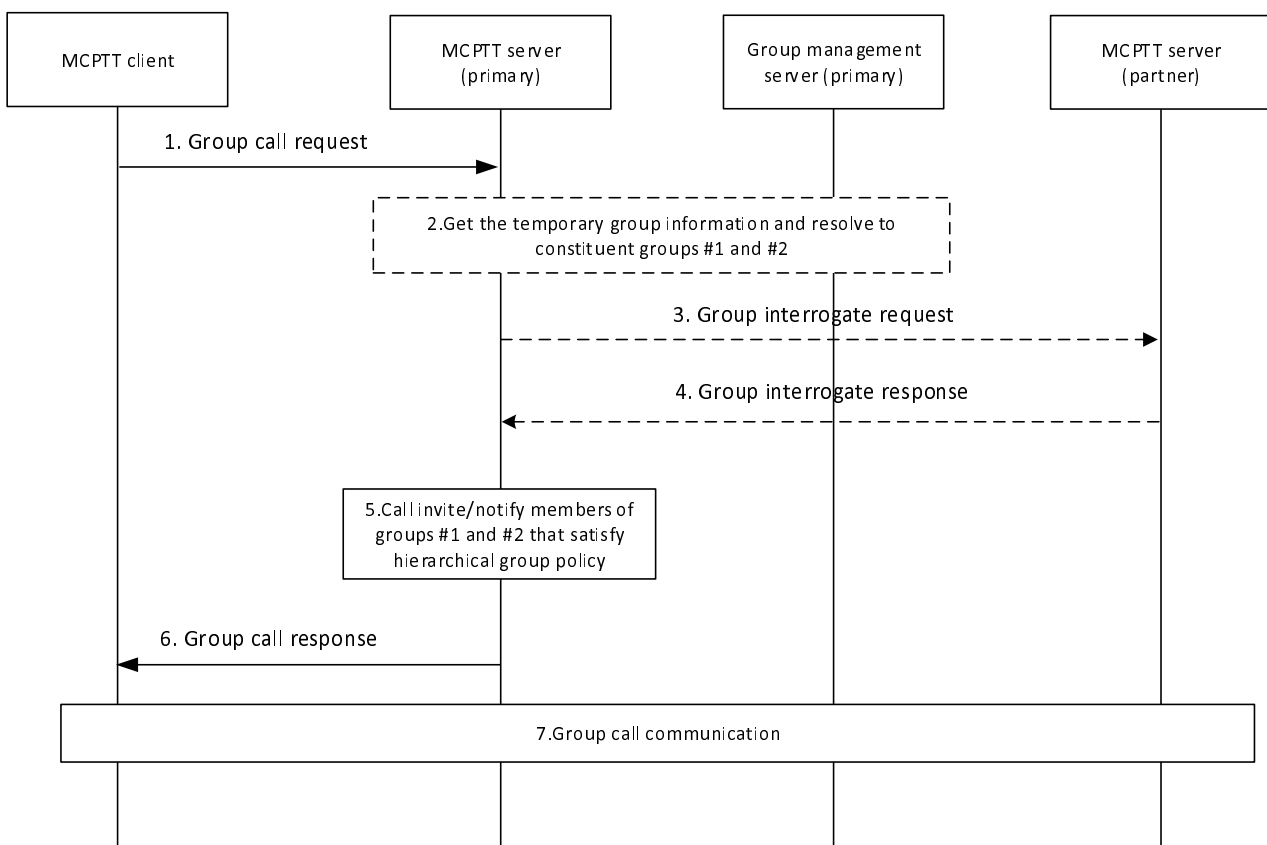 MCPTT client
MCPTT server
(primary)
Group management
server (primary)
MCPTT server
(partner)
1. Group call request
2.Get the temporary group information and resolve to
constituent groups #1 and #2
3. Group interrogate request
4. Group interrogate response
5.Call invite/notify members of
groups #1 and #2 that satisfy
hierarchical group policy
6. Group call response
7.Group call communication